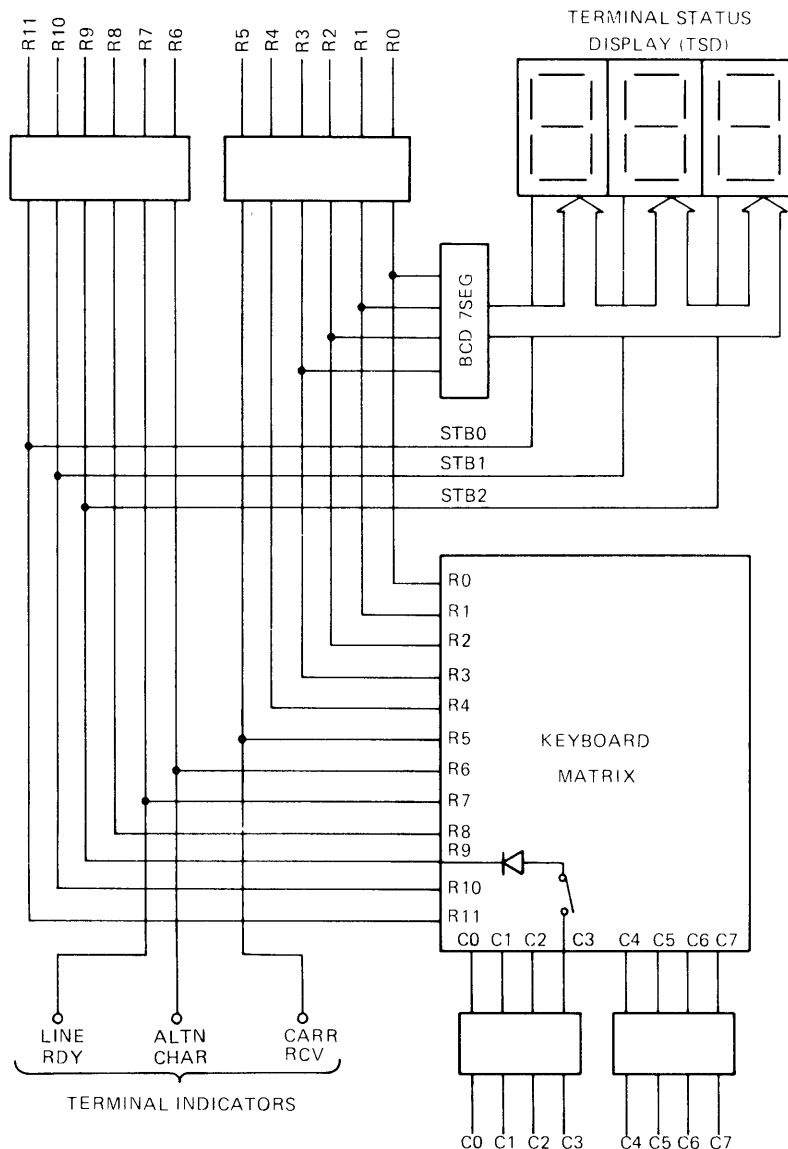 TERMINAL STATUS
DISPLAY (TSD)
R11 R10 R9 R8 R7 R6 R5 R4 R3 R2 R1 R0
BCD 7SEG
STB0
STB1
STB2
R0
R1
R2
R3
R4
R5
R6
R7
R8
R9
R10
R11
KEYBOARD
MATRIX
C0 C1 C2 C3 C4 C5 C6 C7
LINE
RDY
ALTN
CHAR
CARR
RCV
TERMINAL INDICATORS
C0 C1 C2 C3 C4 C5 C6 C7